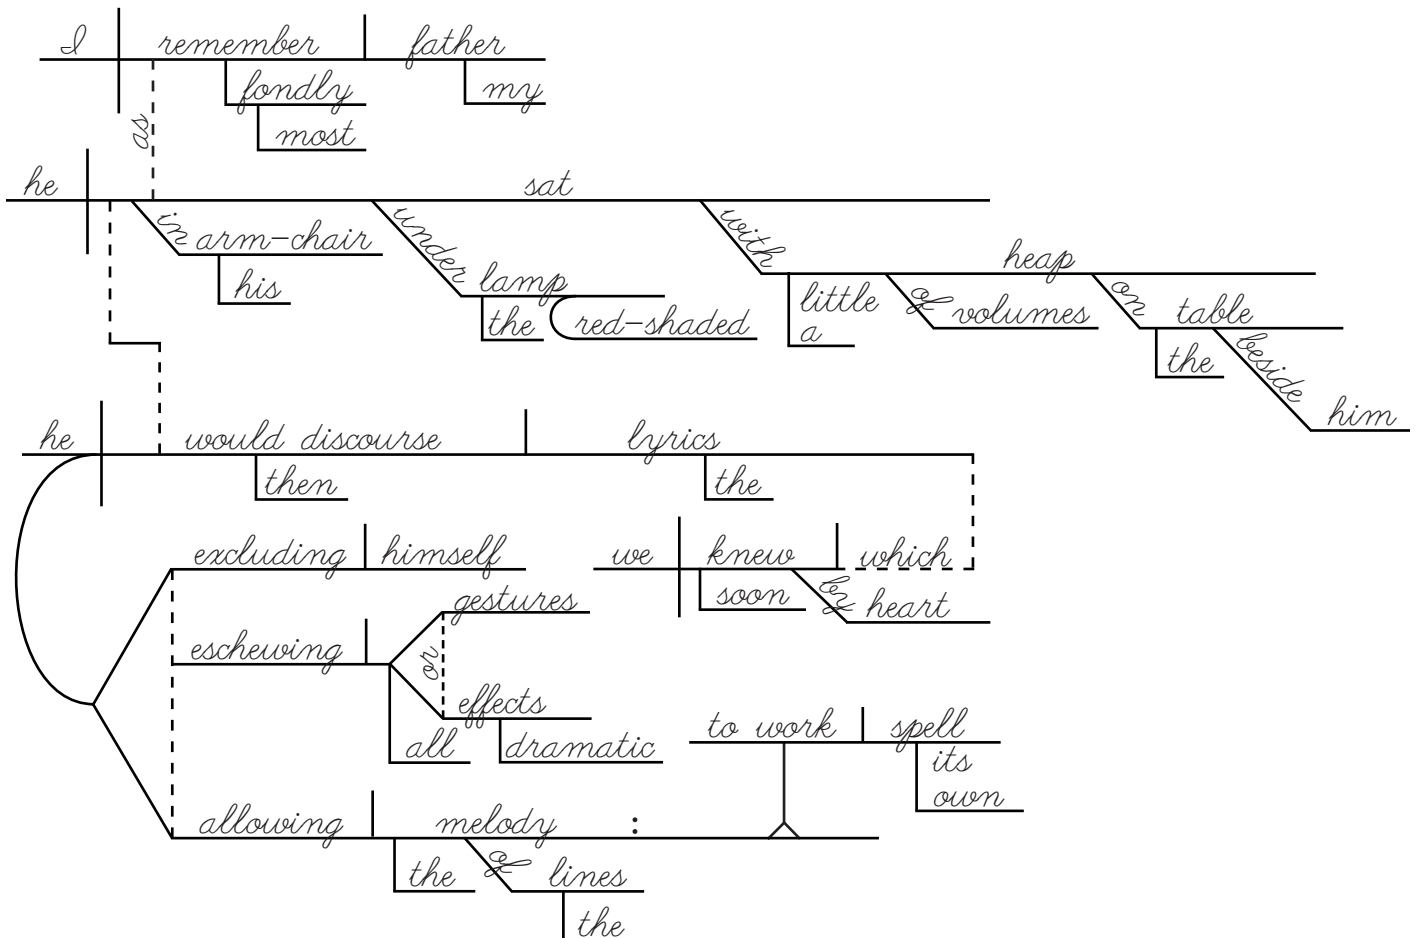 I remember father
fondly my
most
as
he sat
in arm-chair under lamp with heap
his the red-shaded little of volumes on table
a the beside him
he would discourse lyrics
then the
excluding himself we knew which
soon by heart
gestures
eschewing or
effects
all dramatic
to work spell
its
own
allowing melody :
the of lines
the